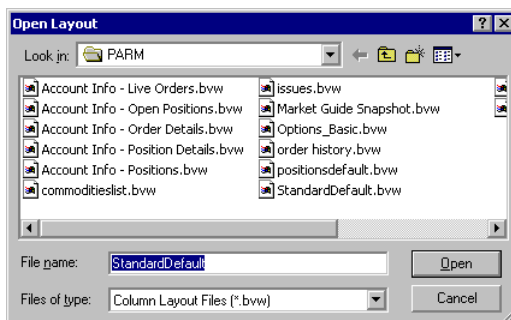 Open Layout
Look in: PARM
Account Info - Live Orders.bvw
Account Info - Open Positions.bvw
Account Info - Order Details.bvw
Account Info - Position Details.bvw
Account Info - Positions.bvw
commoditieslist.bvw
issues.bvw
Market Guide Snapshot.bvw
Options_Basic.bvw
order history.bvw
positionsdefault.bvw
StandardDefault.bvw
File name: StandardDefault
Open
Files of type: Column Layout Files (*.bvw)
Cancel